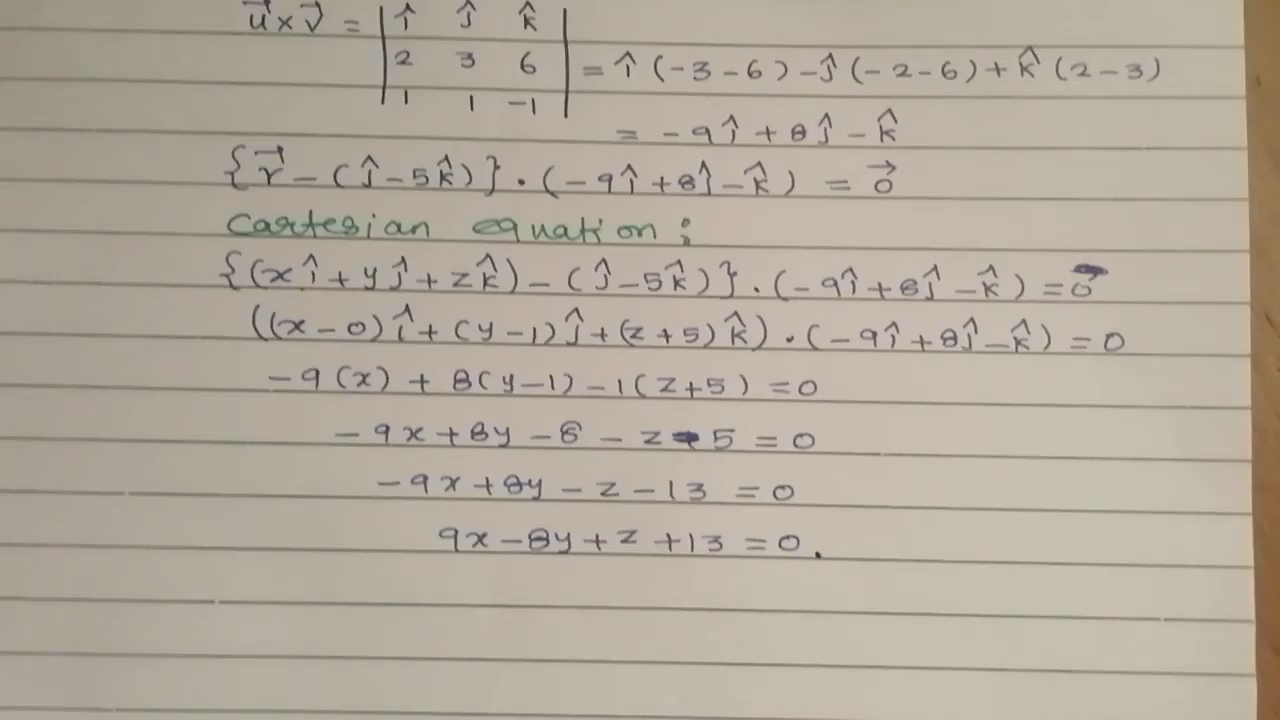 u⃗ × v⃗ = | î ĵ k̂ |
| 2 3 6 | = î (-3 - 6) - ĵ (-2 - 6) + k̂ (2 - 3)
| 1 1 -1 |
= -9î + 8ĵ - k̂
{r⃗ - (ĵ - 5k̂)} · (-9î + 8ĵ - k̂) = 0⃗
Cartesian equation :
{(xî + yĵ + zk̂) - (ĵ - 5k̂)} · (-9î + 8ĵ - k̂) = 0⃗
((x - 0)î + (y - 1)ĵ + (z + 5)k̂) · (-9î + 8ĵ - k̂) = 0
-9(x) + 8(y - 1) - 1(z + 5) = 0
-9x + 8y - 8 - z - 5 = 0
-9x + 8y - z - 13 = 0
9x - 8y + z + 13 = 0.